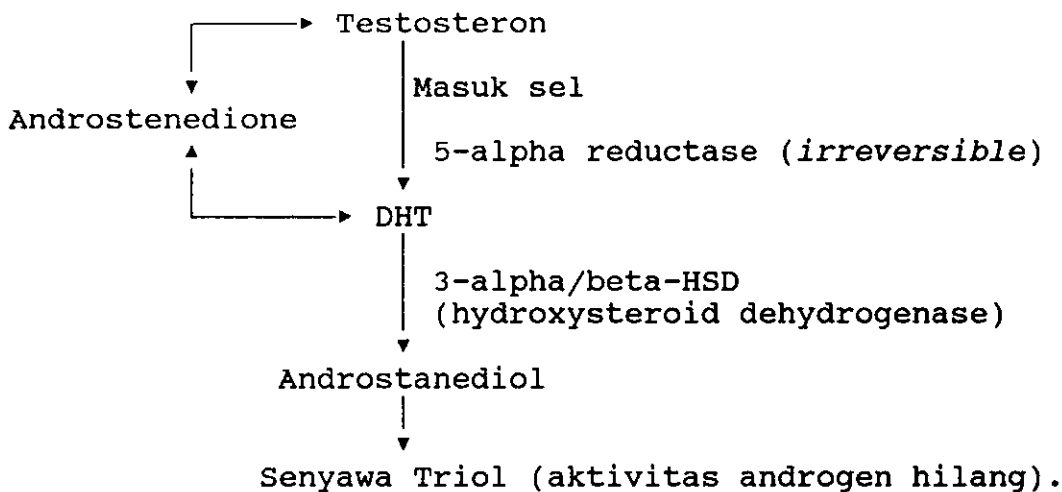 Testosteron
Masuk sel
Androstenedione
5-alpha reductase (irreversible)
DHT
3-alpha/beta-HSD
(hydroxysteroid dehydrogenase)
Androstanediol
Senyawa Triol (aktivitas androgen hilang).